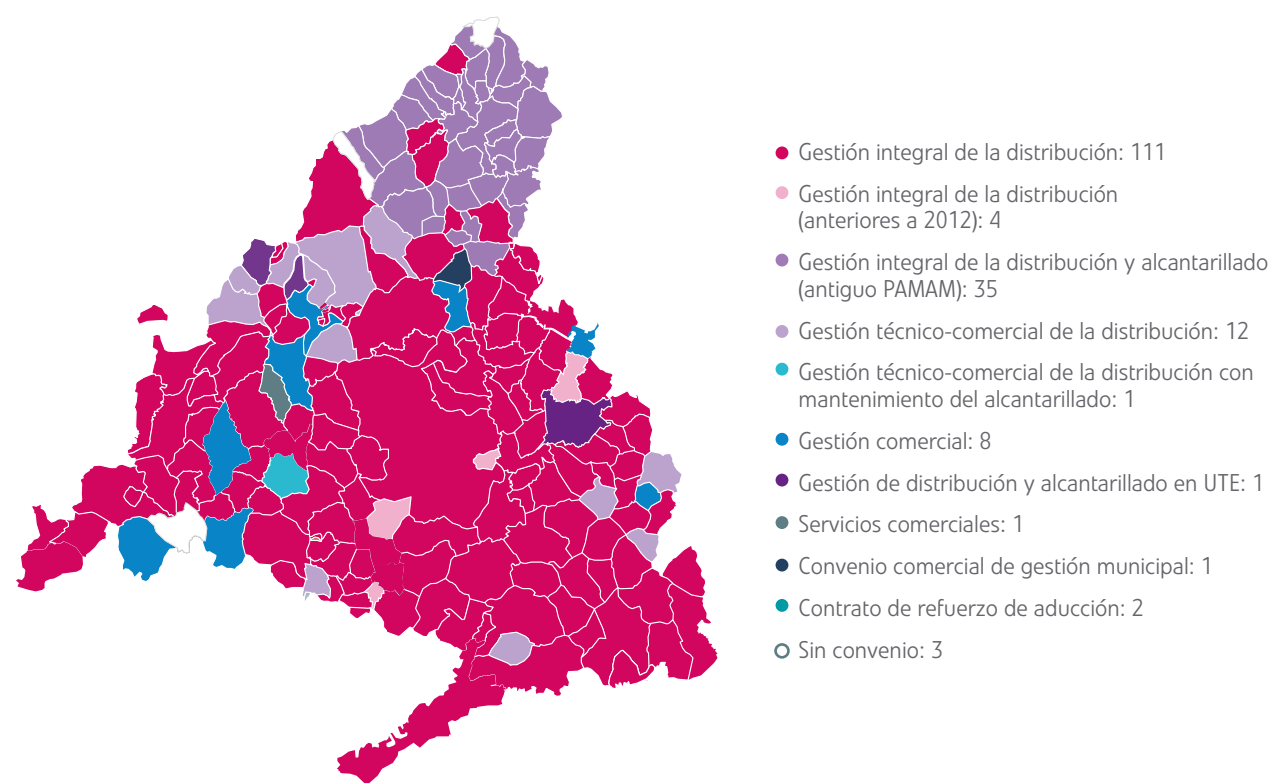 Gestión integral de la distribución: 111
Gestión integral de la distribución
(anteriores a 2012): 4
Gestión integral de la distribución y alcantarillado
(antiguo PAMAM): 35
Gestión técnico-comercial de la distribución: 12
Gestión técnico-comercial de la distribución con
mantenimiento del alcantarillado: 1
Gestión comercial: 8
Gestión de distribución y alcantarillado en UTE: 1
Servicios comerciales: 1
Convenio comercial de gestión municipal: 1
Contrato de refuerzo de aducción: 2
Sin convenio: 3